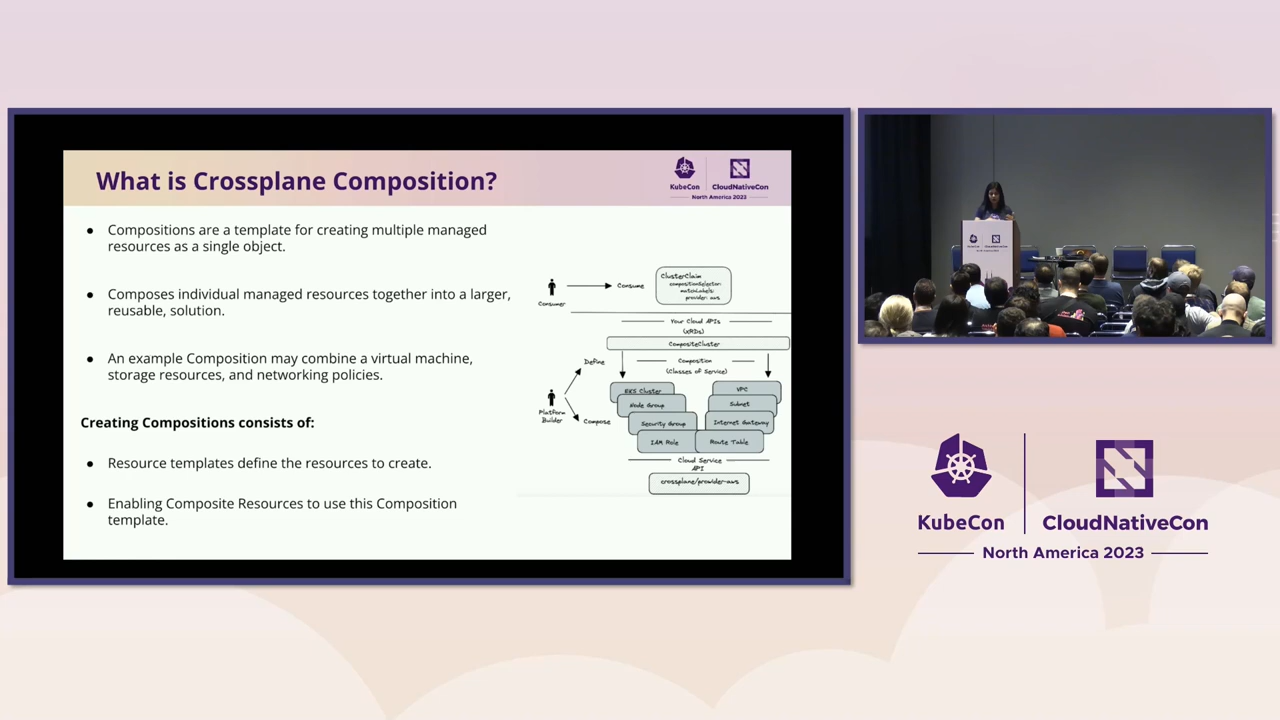 What is Crossplane Composition?
KubeCon
CloudNativeCon
North America 2023
● Compositions are a template for creating multiple managed
resources as a single object.
● Composes individual managed resources together into a larger,
reusable, solution.
● An example Composition may combine a virtual machine,
storage resources, and networking policies.
Creating Compositions consists of:
● Resource templates define the resources to create.
● Enabling Composite Resources to use this Composition
template.
Consumer
Consume
ClusterClaim
compositionSelector:
matchLabels:
provider: aws
Your Cloud APIs
(XRDs)
CompositeCluster
Define
Composition
(Classes of Service)
Platform
Builder
Compose
EKS Cluster
Node Group
Security Group
IAM Role
VPC
Subnet
Internet Gateway
Route Table
Cloud Service
API
crossplane/provider-aws
KubeCon
CloudNativeCon
North America 2023